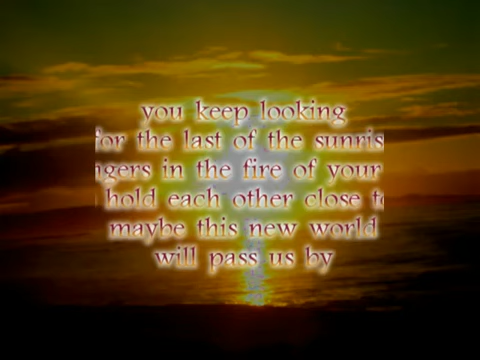 you keep looking
for the last of the sunris
ngers in the fire of your
hold each other close to
maybe this new world
will pass us by